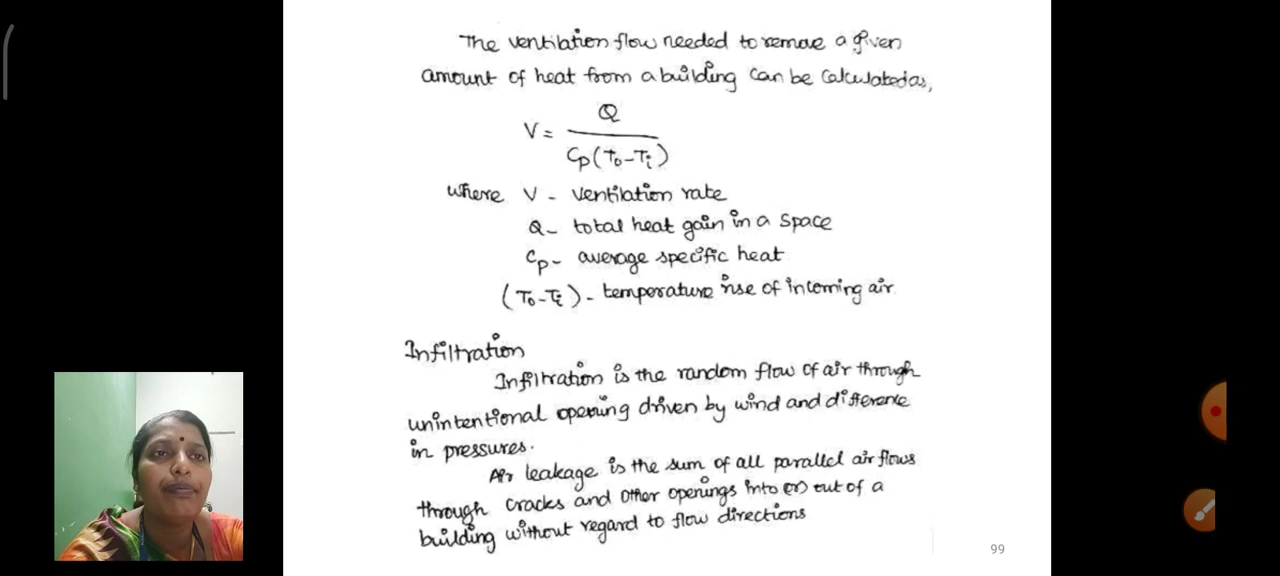 The ventilation flow needed to remove a given
amount of heat from a building can be calculated as,
V = Q / Cp(To-Ti)
where V - ventilation rate
Q - total heat gain in a space
Cp - average specific heat
(To-Ti) - temperature rise of incoming air
Infiltration
Infiltration is the random flow of air through
unintentional opening driven by wind and difference
in pressures.
Air leakage is the sum of all parallel air flows
through cracks and other openings into (or) out of a
building without regard to flow directions
99